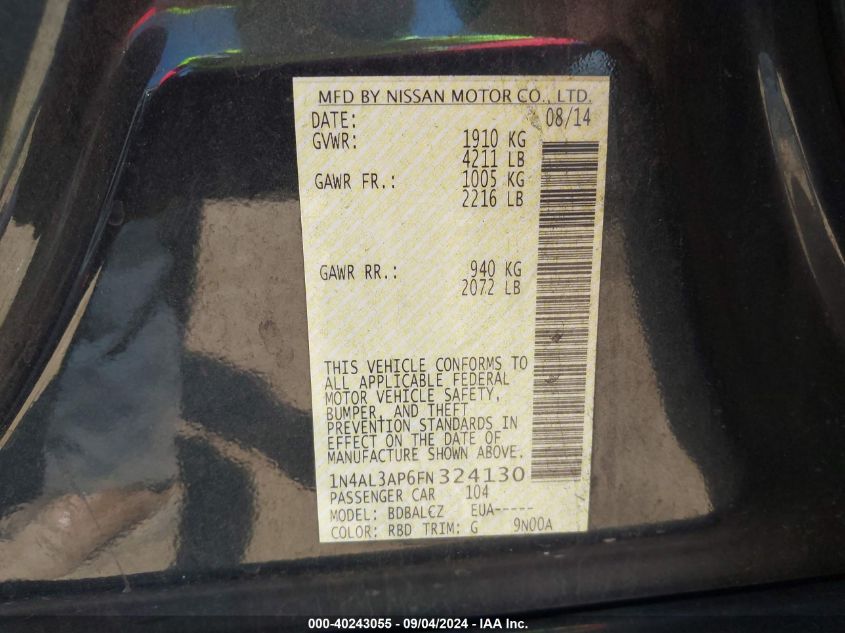 MFD BY NISSAN MOTOR CO., LTD.
DATE: 08/14
GVWR: 1910 KG
4211 LB
GAWR FR.: 1005 KG
2216 LB
GAWR RR.: 940 KG
2072 LB
THIS VEHICLE CONFORMS TO
ALL APPLICABLE FEDERAL
MOTOR VEHICLE SAFETY,
BUMPER, AND THEFT
PREVENTION STANDARDS IN
EFFECT ON THE DATE OF
MANUFACTURE SHOWN ABOVE.
1N4AL3AP6FN324130
PASSENGER CAR 104
MODEL: BDBALCZ EUA-----
COLOR: RBD TRIM: G 9N00A
000-40243055 - 09/04/2024 - IAA Inc.